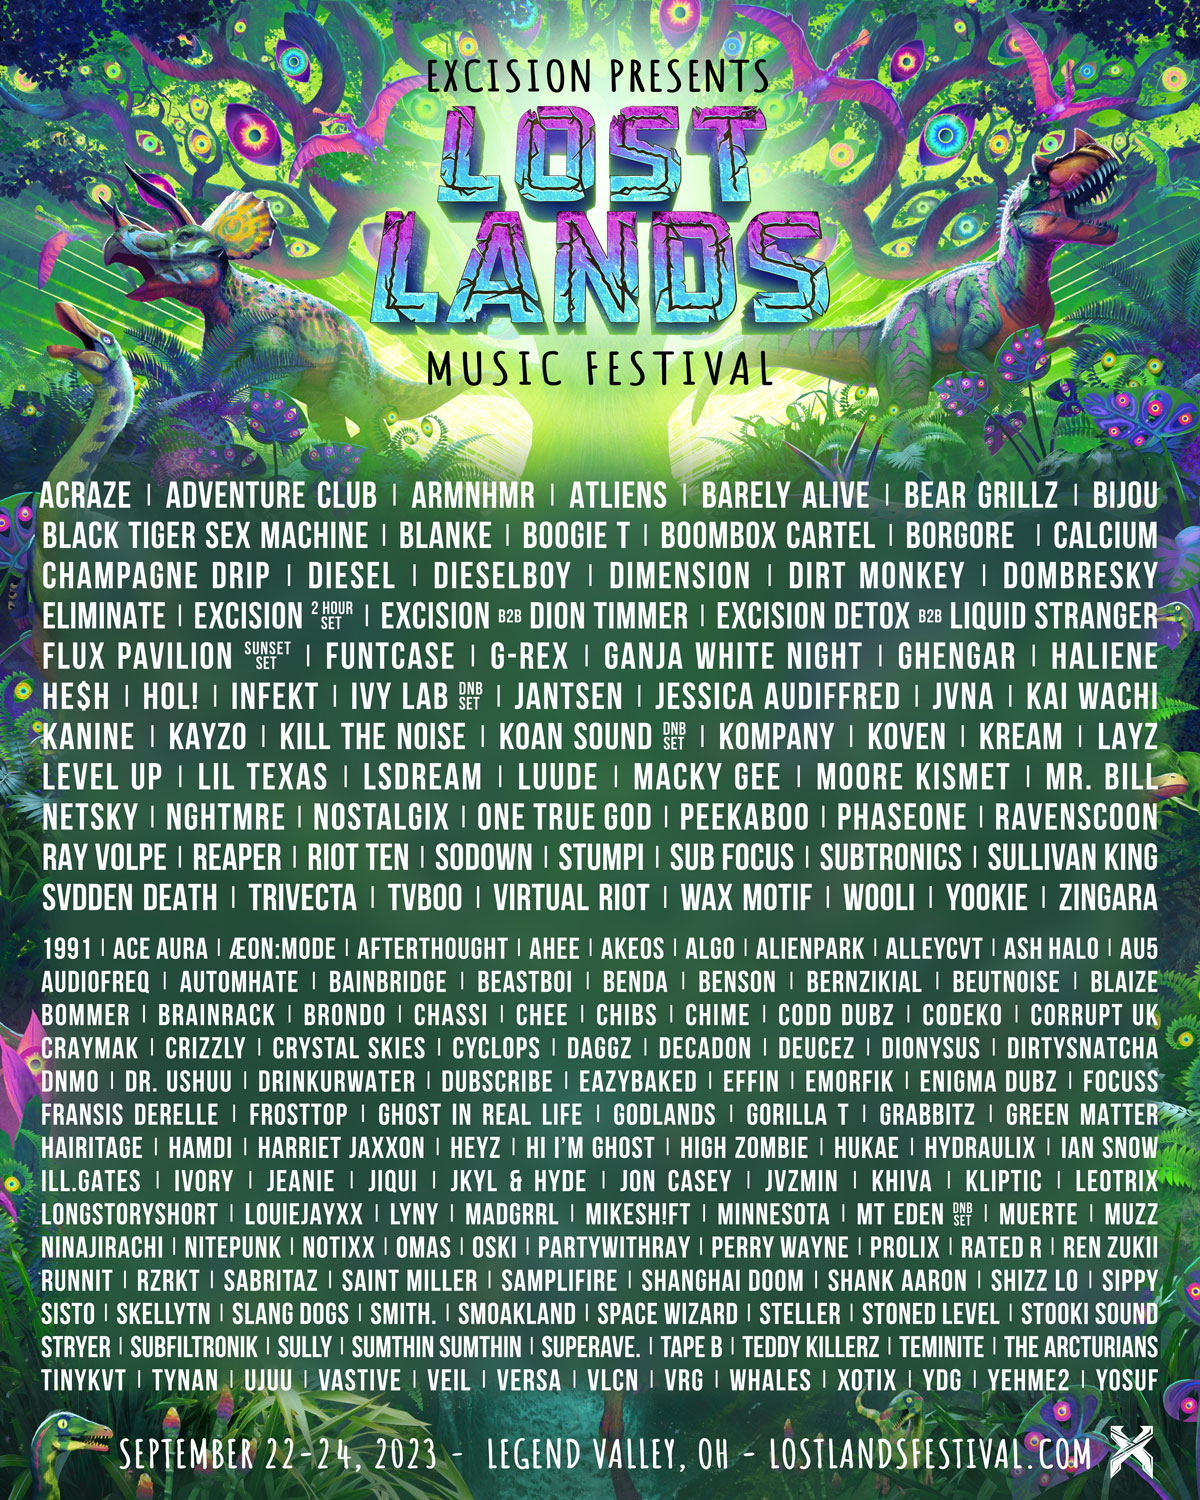 EXCISION PRESENTS
LOST
LANDS
MUSIC FESTIVAL
ACRAZE | ADVENTURE CLUB | ARMNHMR | ATLIENS | BARELY ALIVE | BEAR GRILLZ | BIJOU
BLACK TIGER SEX MACHINE | BLANKE | BOOGIE T | BOOMBOX CARTEL | BORGORE | CALCIUM
CHAMPAGNE DRIP | DIESEL | DIESELBOY | DIMENSION | DIRT MONKEY | DOMBRESKY
ELIMINATE | EXCISION 2 HOUR SET | EXCISION B2B DION TIMMER | EXCISION DETOX B2B LIQUID STRANGER
FLUX PAVILION SUNSET SET | FUNTCASE | G-REX | GANJA WHITE NIGHT | GHENGAR | HALIENE
HE$H | HOL! | INFEKT | IVY LAB DNB SET | JANTSEN | JESSICA AUDIFFRED | JVNA | KAI WACHI
KANINE | KAYZO | KILL THE NOISE | KOAN SOUND DNB SET | KOMPANY | KOVEN | KREAM | LAYZ
LEVEL UP | LIL TEXAS | LSDREAM | LUUDE | MACKY GEE | MOORE KISMET | MR. BILL
NETSKY | NGHTMRE | NOSTALGIX | ONE TRUE GOD | PEEKABOO | PHASEONE | RAVENSCOON
RAY VOLPE | REAPER | RIOT TEN | SODOWN | STUMPI | SUB FOCUS | SUBTRONICS | SULLIVAN KING
SVDDEN DEATH | TRIVECTA | TVBOO | VIRTUAL RIOT | WAX MOTIF | WOOLI | YOOKIE | ZINGARA
1991 | ACE AURA | ÆON:MODE | AFTERTHOUGHT | AHEE | AKEOS | ALGO | ALIENPARK | ALLEYCVT | ASH HALO | AU5
AUDIOFREQ | AUTOMHATE | BAINBRIDGE | BEASTBOI | BENDA | BENSON | BERNZIKIAL | BEUTNOISE | BLAIZE
BOMMER | BRAINRACK | BRONDO | CHASSI | CHEE | CHIBS | CHIME | CODD DUBZ | CODEKO | CORRUPT UK
CRAYMAK | CRIZZLY | CRYSTAL SKIES | CYCLOPS | DAGGZ | DECADON | DEUCEZ | DIONYSUS | DIRTYSNATCHA
DNMO | DR. USHUU | DRINKURWATER | DUBSCRIBE | EAZYBAKED | EFFIN | EMORFIK | ENIGMA DUBZ | FOCUSS
FRANSIS DERELLE | FROSTTOP | GHOST IN REAL LIFE | GODLANDS | GORILLA T | GRABBITZ | GREEN MATTER
HAIRITAGE | HAMDI | HARRIET JAXXON | HEYZ | HI I'M GHOST | HIGH ZOMBIE | HUKAE | HYDRAULIX | IAN SNOW
ILL.GATES | IVORY | JEANIE | JIQUI | JKYL & HYDE | JON CASEY | JVZMIN | KHIVA | KLIPTIC | LEOTRIX
LONGSTORYSHORT | LOUIEJAYXX | LYNY | MADGRRL | MIKESH!FT | MINNESOTA | MT EDEN DNB SET | MUERTE | MUZZ
NINAJIRACHI | NITEPUNK | NOTIXX | OMAS | OSKI | PARTYWITHRAY | PERRY WAYNE | PROLIX | RATED R | REN ZUKII
RUNNIT | RZRKT | SABRITAZ | SAINT MILLER | SAMPLIFIRE | SHANGHAI DOOM | SHANK AARON | SHIZZ LO | SIPPY
SISTO | SKELLYTN | SLANG DOGS | SMITH. | SMOAKLAND | SPACE WIZARD | STELLER | STONED LEVEL | STOOKI SOUND
STRYER | SUBFILTRONIK | SULLY | SUMTHIN SUMTHIN | SUPERAVE. | TAPE B | TEDDY KILLERZ | TEMINITE | THE ARCTURIANS
TINYKVT | TYNAN | UJUU | VASTIVE | VEIL | VERSA | VLCN | VRG | WHALES | XOTIX | YDG | YEHME2 | YOSUF
SEPTEMBER 22-24, 2023 - LEGEND VALLEY, OH - LOSTLANDSFESTIVAL.COM